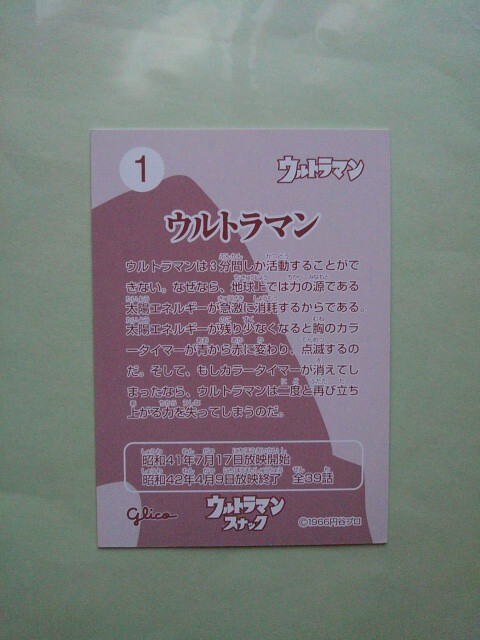 1
ウルトラマン
ウルトラマン
ウルトラマンは3分間しか活動することがで
きない。なぜなら、地球上では力の源である
太陽エネルギーが急激に消耗するからである。
太陽エネルギーが残り少なくなると胸のカラ
ータイマーが青から赤に変わり、点滅するの
だ。そして、もしカラータイマーが消えてし
まったなら、ウルトラマンは二度と再び立ち
上がる力を失ってしまうのだ。
昭和41年7月17日放映開始
昭和42年4月9日放映終了 全39話
glico
ウルトラマン
スナック
©1966円谷プロ